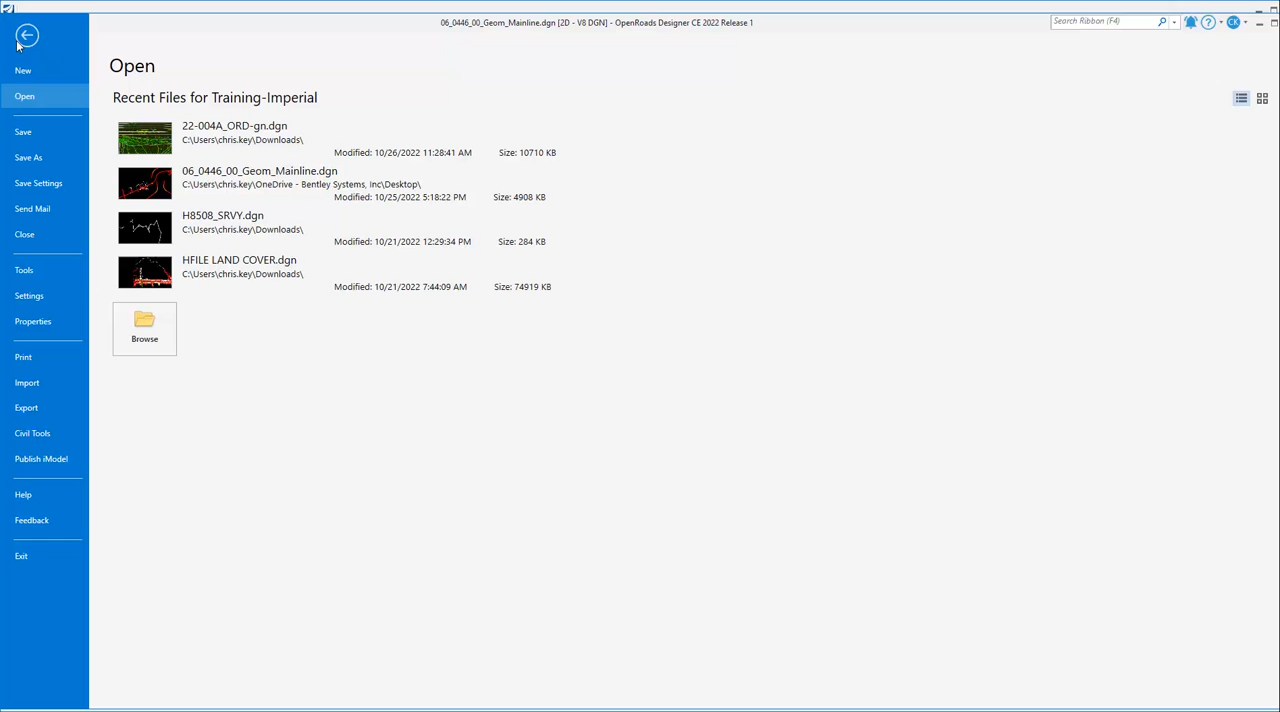 06_0446_00_Geom_Mainline.dgn [2D - V8 DGN] - OpenRoads Designer CE 2022 Release 1
Search Ribbon (F4)
CK
New
Open
Save
Save As
Save Settings
Send Mail
Close
Tools
Settings
Properties
Print
Import
Export
Civil Tools
Publish iModel
Help
Feedback
Exit
Open
Recent Files for Training-Imperial
22-004A_ORD-gn.dgn
C:\Users\chris.key\Downloads\
Modified: 10/26/2022 11:28:41 AM Size: 10710 KB
06_0446_00_Geom_Mainline.dgn
C:\Users\chris.key\OneDrive - Bentley Systems, Inc\Desktop\
Modified: 10/25/2022 5:18:22 PM Size: 4908 KB
H8508_SRVY.dgn
C:\Users\chris.key\Downloads\
Modified: 10/21/2022 12:29:34 PM Size: 284 KB
HFILE LAND COVER.dgn
C:\Users\chris.key\Downloads\
Modified: 10/21/2022 7:44:09 AM Size: 74919 KB
Browse